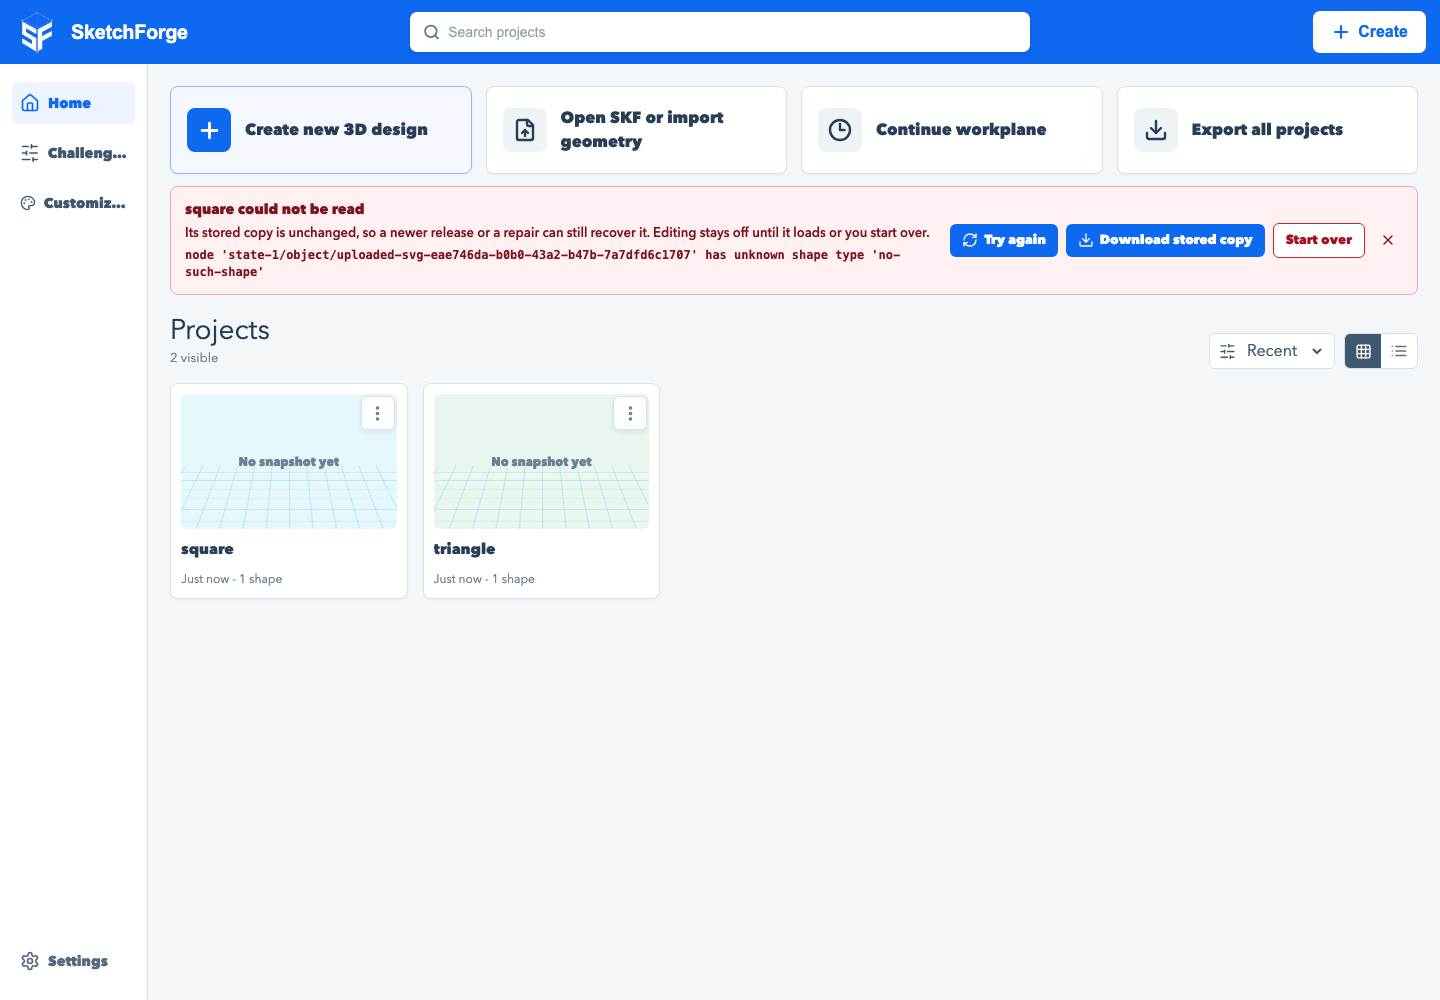 SketchForge
Search projects
Create
Home
Challeng...
Customiz...
Settings
Create new 3D design
Open SKF or import
geometry
Continue workplane
Export all projects
square could not be read
Its stored copy is unchanged, so a newer release or a repair can still recover it. Editing stays off until it loads or you start over.
node 'state-1/object/uploaded-svg-eae746da-b0b0-43a2-b47b-7a7dfd6c1707' has unknown shape type 'no-
such-shape'
Try again
Download stored copy
Start over
Projects
2 visible
Recent
No snapshot yet
square
Just now - 1 shape
No snapshot yet
triangle
Just now - 1 shape